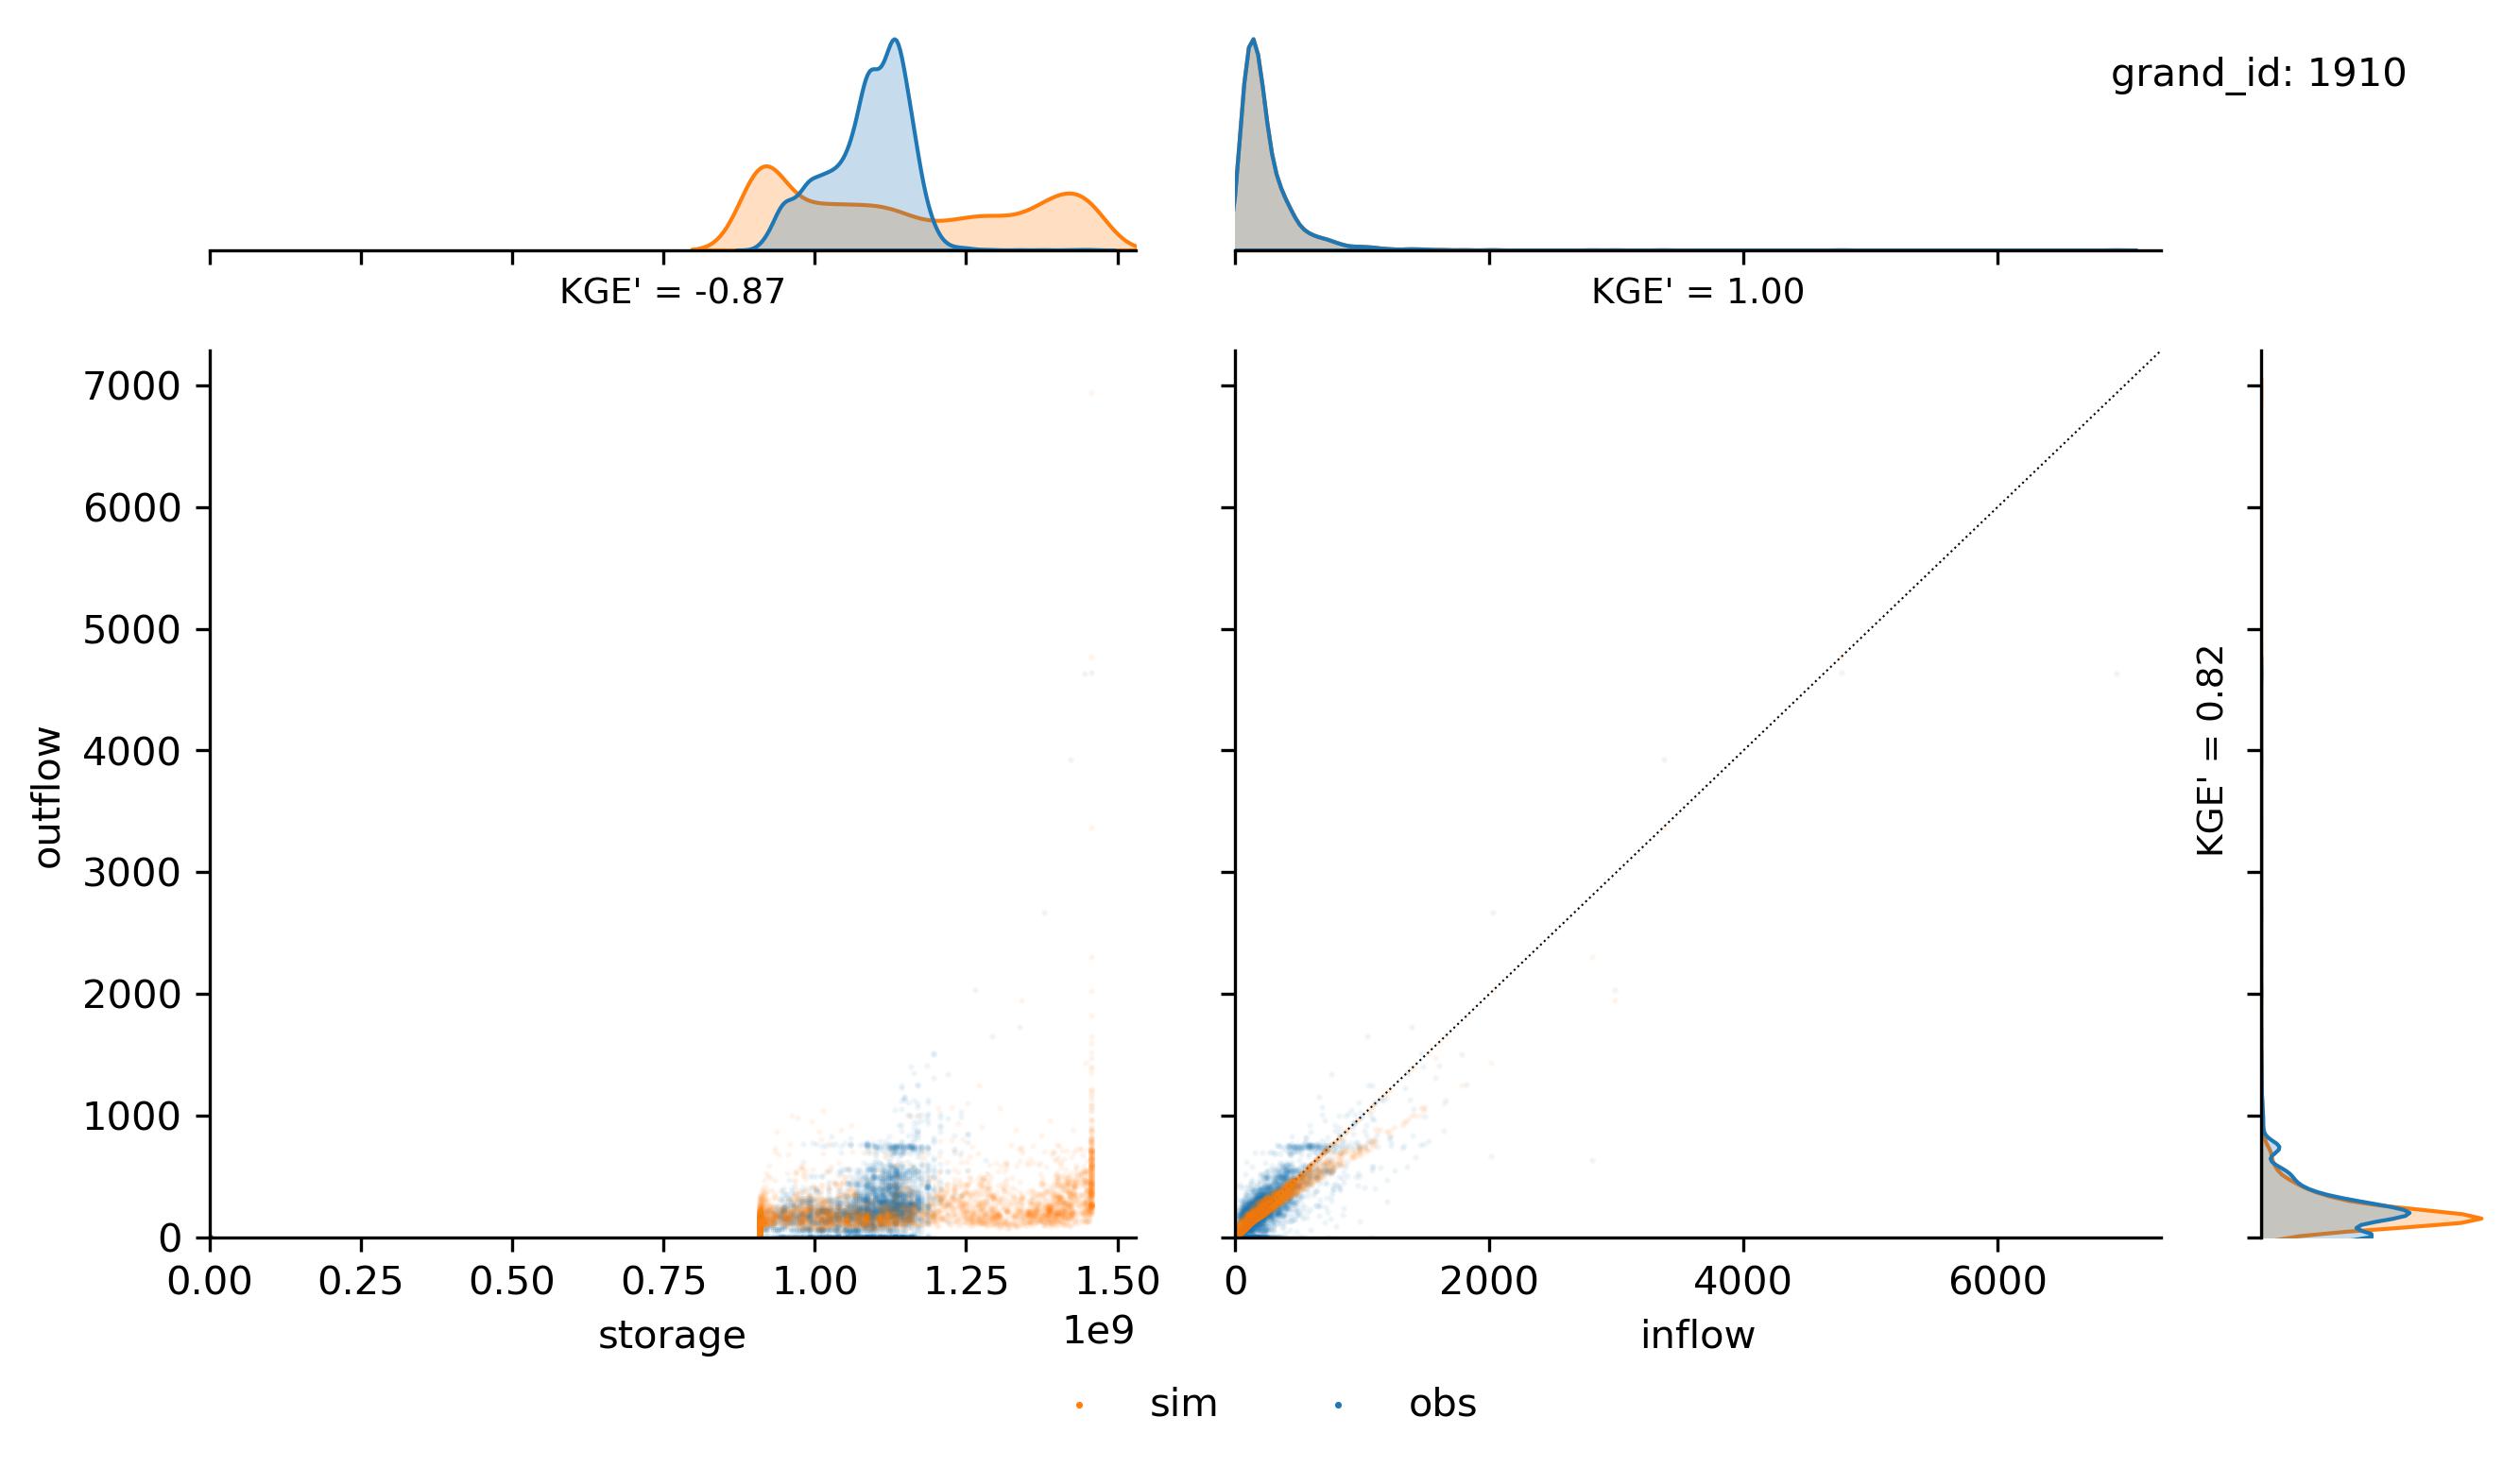 grand_id: 1910
KGE' = -0.87
KGE' = 1.00
7000
6000
5000
4000
3000
2000
1000
0
outflow
KGE' = 0.82
0.00 0.25 0.50 0.75 1.00 1.25 1.50
0 2000 4000 6000
1e9
storage
inflow
sim obs